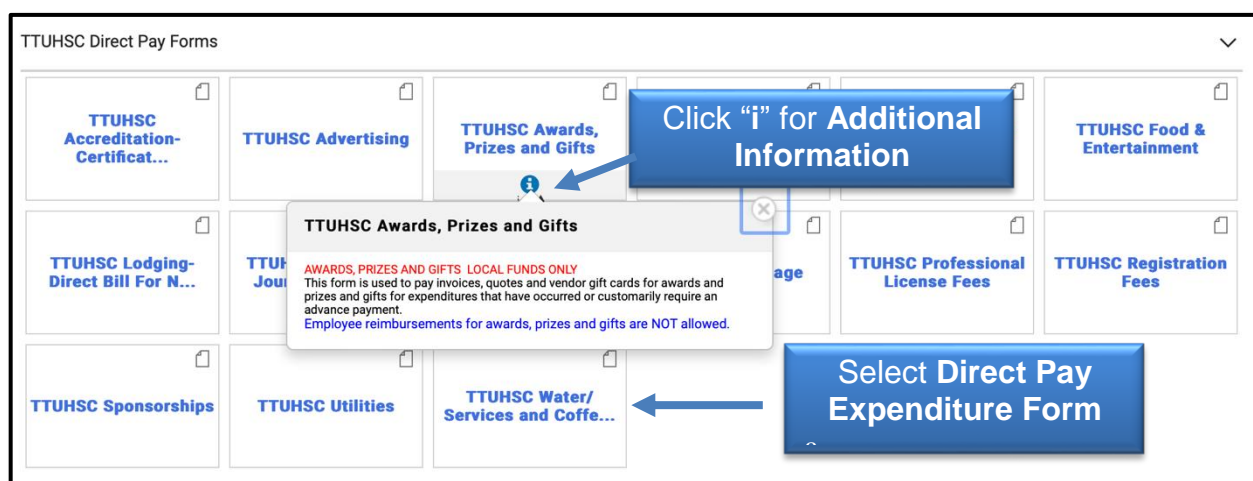 TTUHSC Direct Pay Forms
TTUHSC
Accreditation-
Certificat...
TTUHSC Advertising
TTUHSC Awards,
Prizes and Gifts
i
Click “i” for Additional
Information
TTUHSC Food &
Entertainment
TTUHSC Awards, Prizes and Gifts
AWARDS, PRIZES AND GIFTS LOCAL FUNDS ONLY
This form is used to pay invoices, quotes and vendor gift cards for awards and
prizes and gifts for expenditures that have occurred or customarily require an
advance payment.
Employee reimbursements for awards, prizes and gifts are NOT allowed.
TTUHSC Lodging-
Direct Bill For N...
TTUHSC Professional
License Fees
TTUHSC Registration
Fees
TTUHSC Sponsorships
TTUHSC Utilities
TTUHSC Water/
Services and Coffe...
Select Direct Pay
Expenditure Form